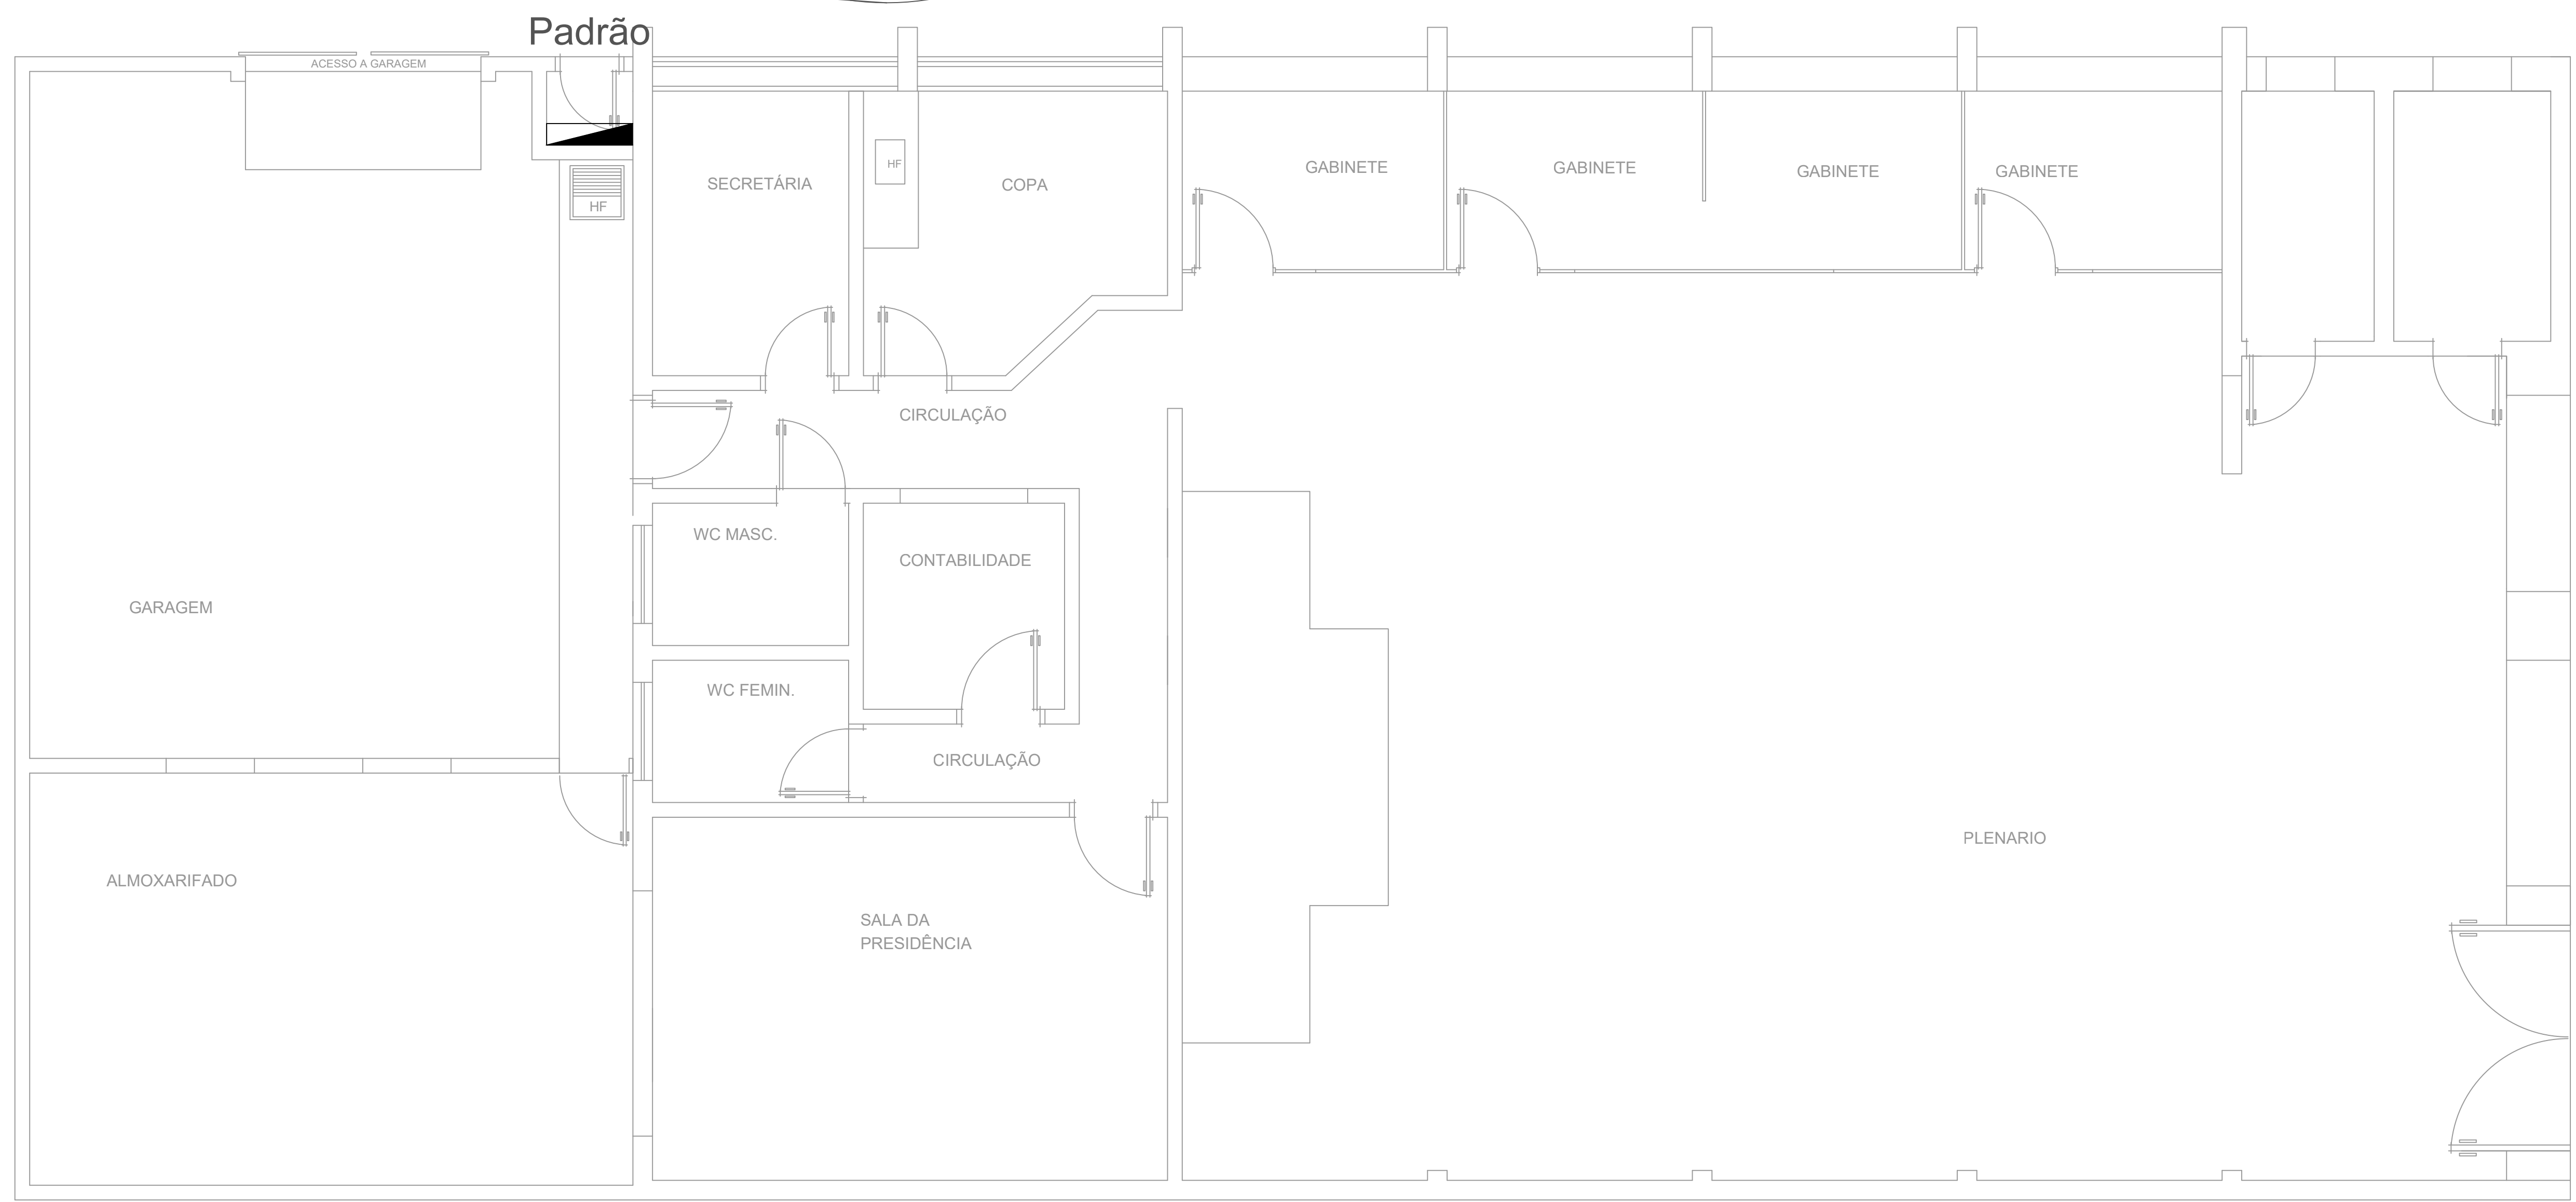 Padrão
ACESSO A GARAGEM
HF
SECRETÁRIA
HF
COPA
GABINETE
GABINETE
GABINETE
GABINETE
CIRCULAÇÃO
WC MASC.
CONTABILIDADE
GARAGEM
WC FEMIN.
CIRCULAÇÃO
PLENARIO
ALMOXARIFADO
SALA DA
PRESIDÊNCIA